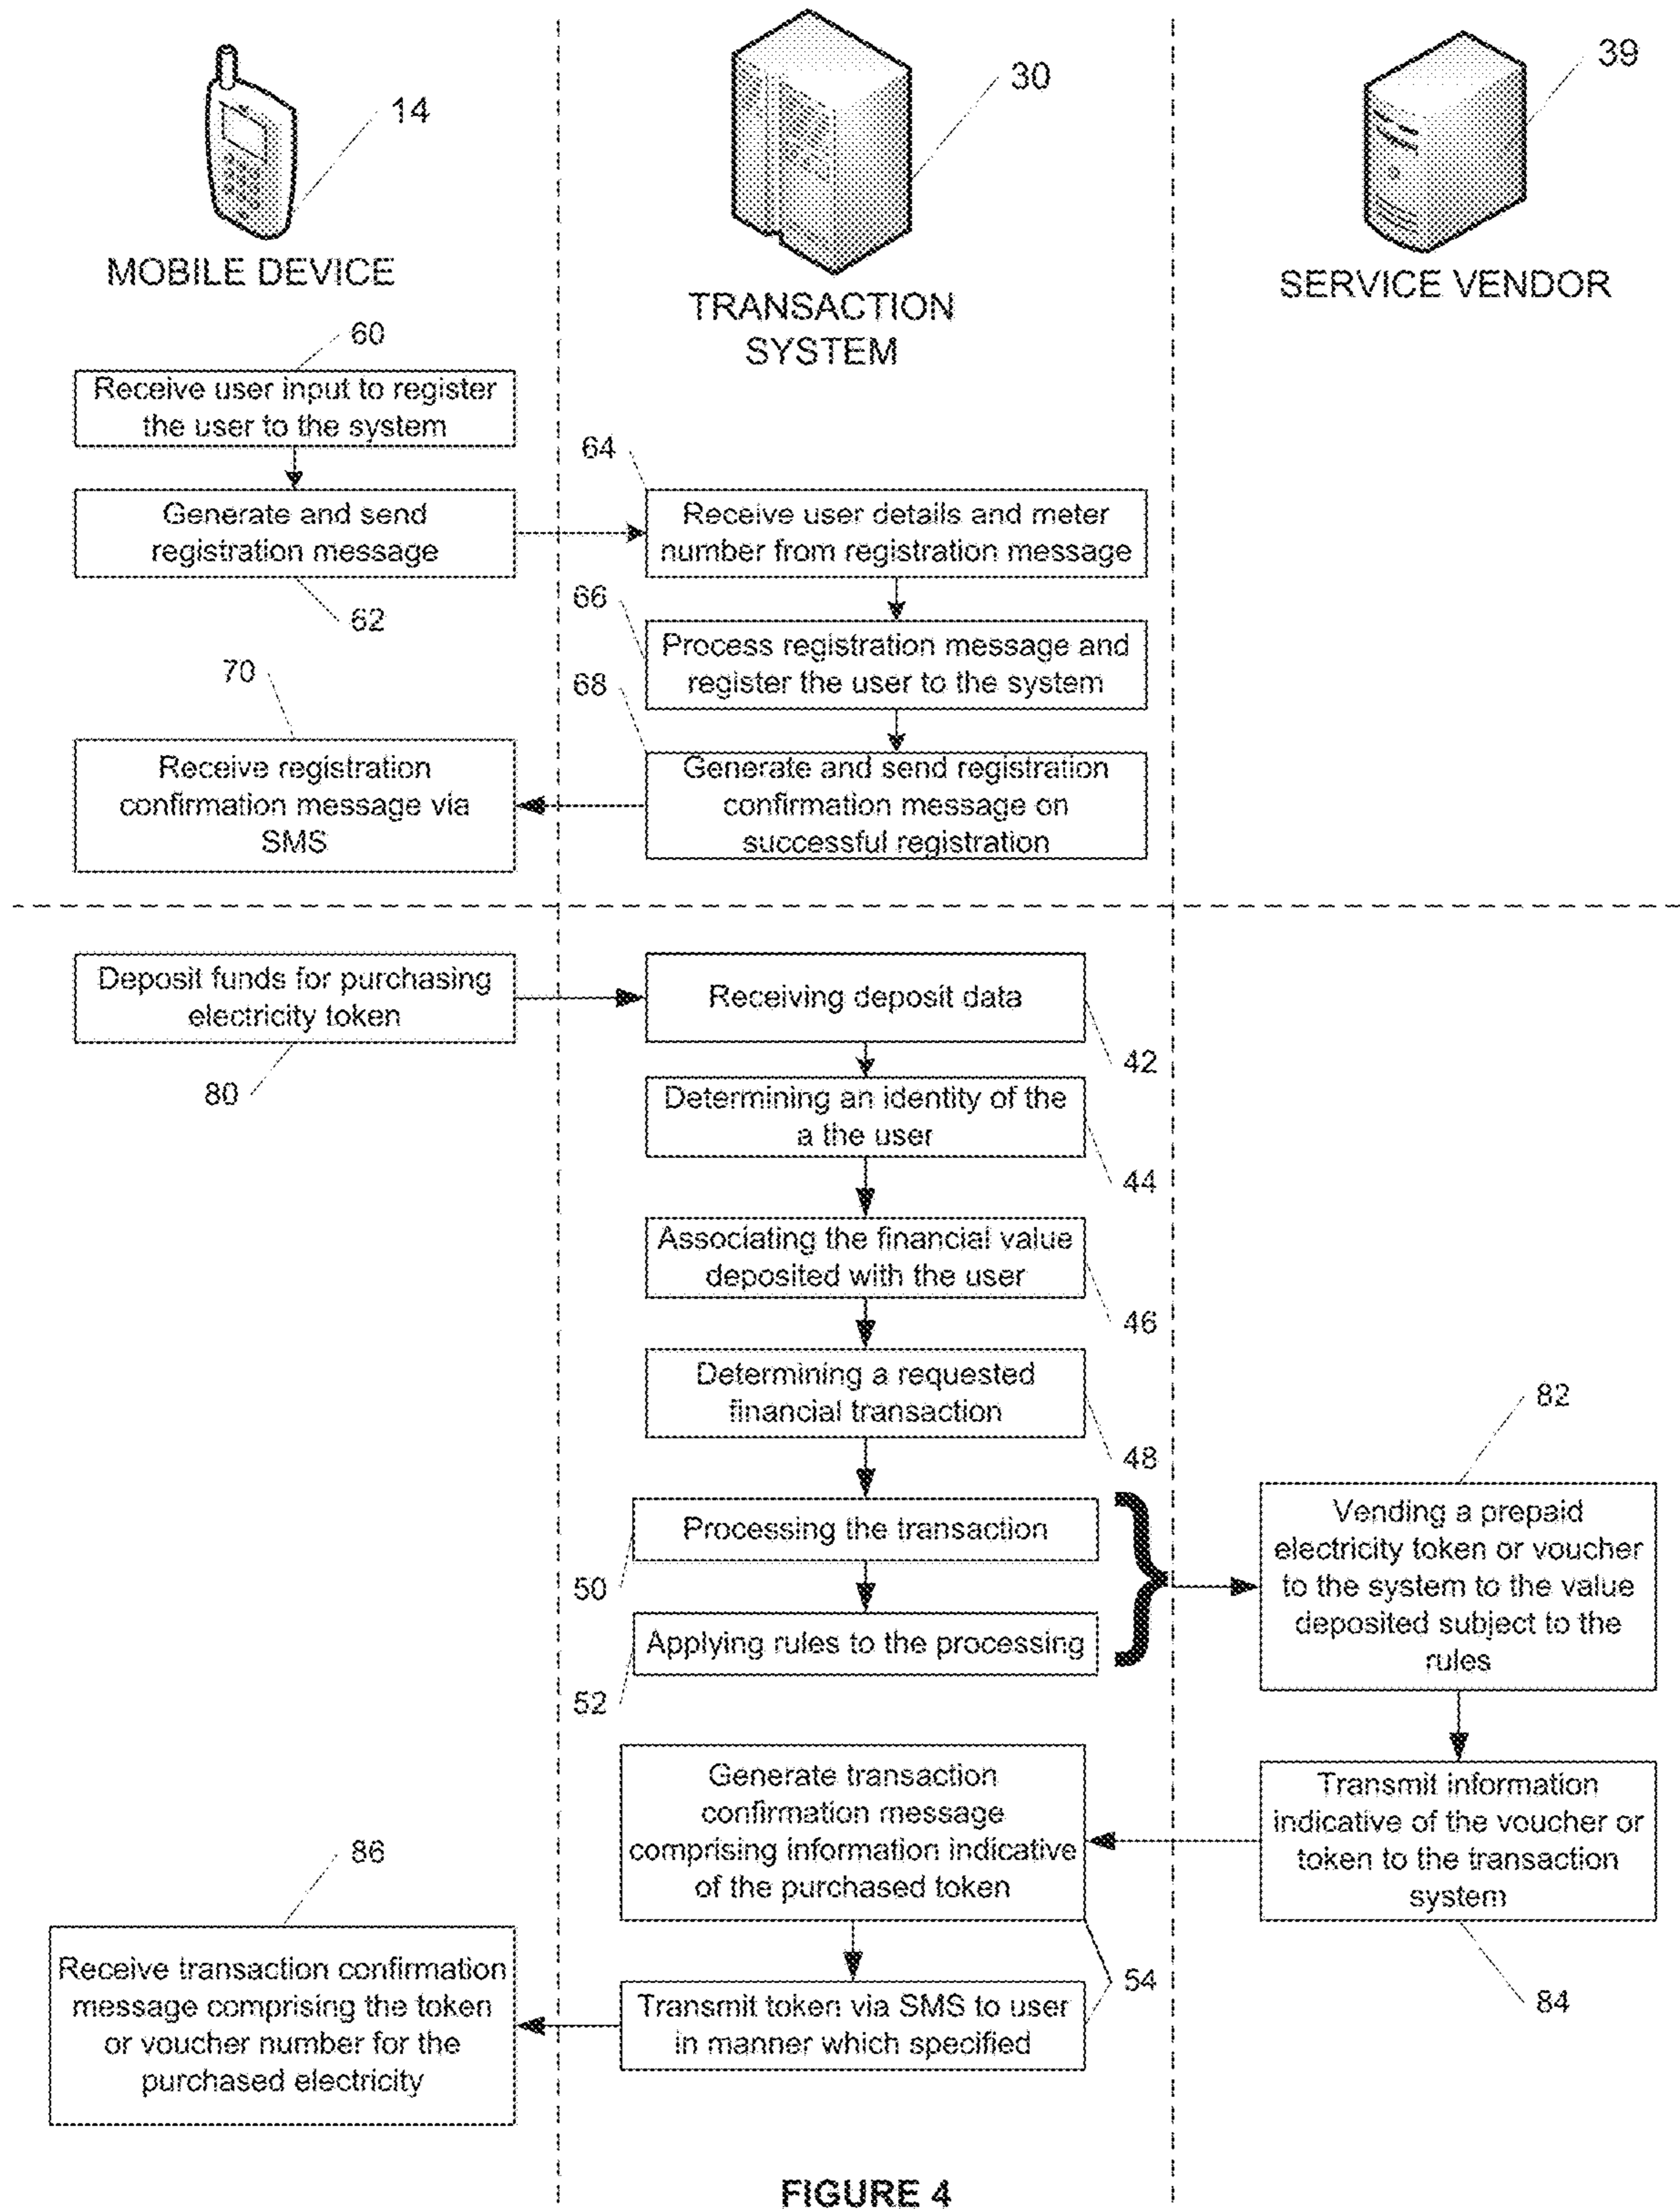 14
30
39
MOBILE DEVICE
TRANSACTION
SYSTEM
SERVICE VENDOR
60
Receive user input to register
the user to the system
64
Generate and send
registration message
Receive user details and meter
number from registration message
62
66
Process registration message and
register the user to the system
70
68
Receive registration
confirmation message via
SMS
Generate and send registration
confirmation message on
successful registration
Deposit funds for purchasing
electricity token
Receiving deposit data
80
42
Determining an identity of the
a the user
44
Associating the financial value
deposited with the user
46
Determining a requested
financial transaction
48
82
Processing the transaction
50
Vending a prepaid
electricity token or voucher
to the system to the value
deposited subject to the
rules
Applying rules to the processing
52
Generate transaction
confirmation message
comprising information indicative
of the purchased token
Transmit information
indicative of the voucher or
token to the transaction
system
86
84
Receive transaction confirmation
message comprising the token
or voucher number for the
purchased electricity
54
Transmit token via SMS to user
in manner which specified
FIGURE 4